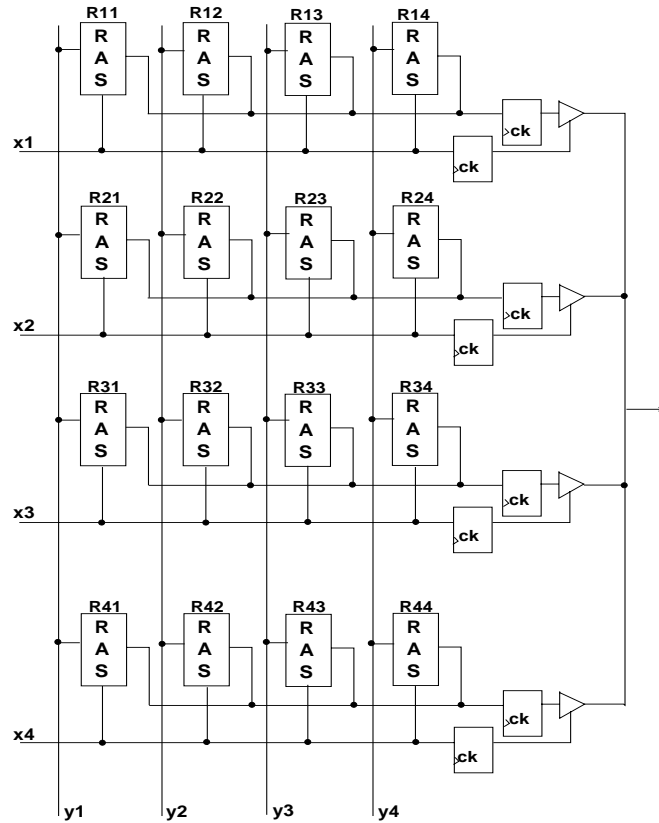 R11 R12 R13 R14
R A S R A S R A S R A S
ck
x1
ck
R21 R22 R23 R24
R A S R A S R A S R A S
ck
x2
ck
R31 R32 R33 R34
R A S R A S R A S R A S
ck
x3
ck
R41 R42 R43 R44
R A S R A S R A S R A S
ck
x4
ck
y1 y2 y3 y4